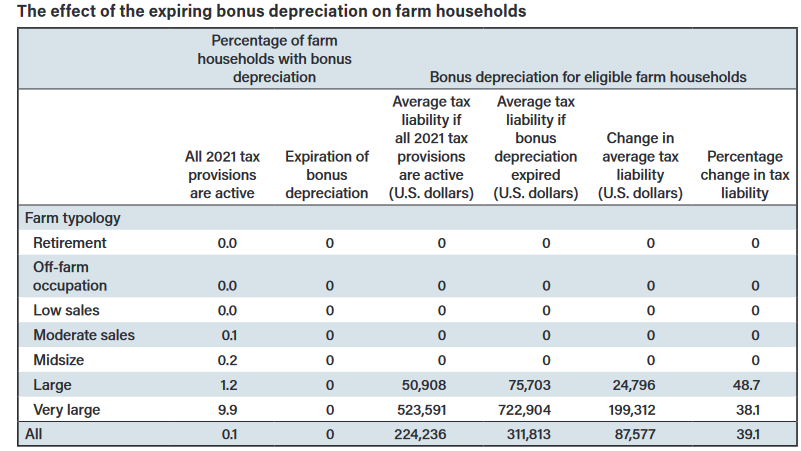 The effect of the expiring bonus depreciation on farm households
Percentage of farm
households with bonus
depreciation
Bonus depreciation for eligible farm households
All 2021 tax
provisions
are active
Expiration of
bonus
depreciation
Average tax
liability if
all 2021 tax
provisions
are active
(U.S. dollars)
Average tax
liability if
bonus
depreciation
expired
(U.S. dollars)
Change in
average tax
liability
(U.S. dollars)
Percentage
change in tax
liability
Farm typology
Retirement 0.0 0 0 0 0 0
Off-farm
occupation 0.0 0 0 0 0 0
Low sales 0.0 0 0 0 0 0
Moderate sales 0.1 0 0 0 0 0
Midsize 0.2 0 0 0 0 0
Large 1.2 0 50,908 75,703 24,796 48.7
Very large 9.9 0 523,591 722,904 199,312 38.1
All 0.1 0 224,236 311,813 87,577 39.1